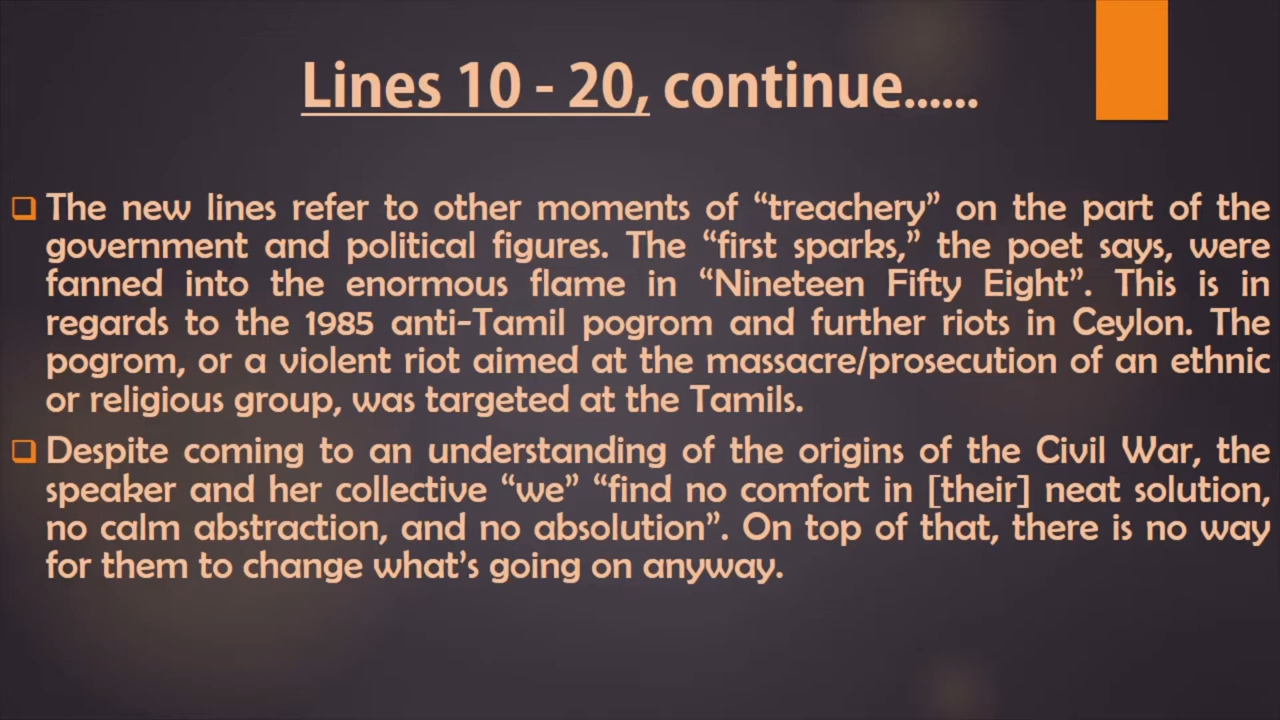 Lines 10 - 20, continue......
The new lines refer to other moments of “treachery” on the part of the
government and political figures. The “first sparks,” the poet says, were
fanned into the enormous flame in “Nineteen Fifty Eight”. This is in
regards to the 1985 anti-Tamil pogrom and further riots in Ceylon. The
pogrom, or a violent riot aimed at the massacre/prosecution of an ethnic
or religious group, was targeted at the Tamils.
Despite coming to an understanding of the origins of the Civil War, the
speaker and her collective “we” “find no comfort in [their] neat solution,
no calm abstraction, and no absolution”. On top of that, there is no way
for them to change what’s going on anyway.